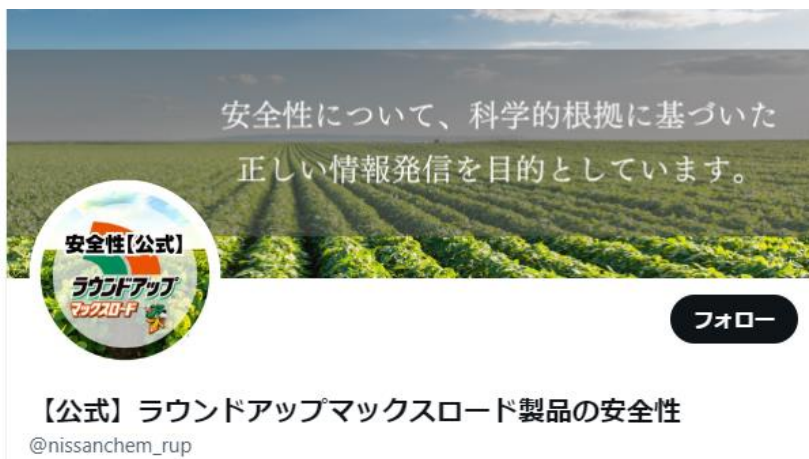 安全性について、科学的根拠に基づいた
正しい情報発信を目的としています。
安全性【公式】
ラウンドアップ
マックスロード
フォロー
【公式】ラウンドアップマックスロード製品の安全性
@nissanchem_rup